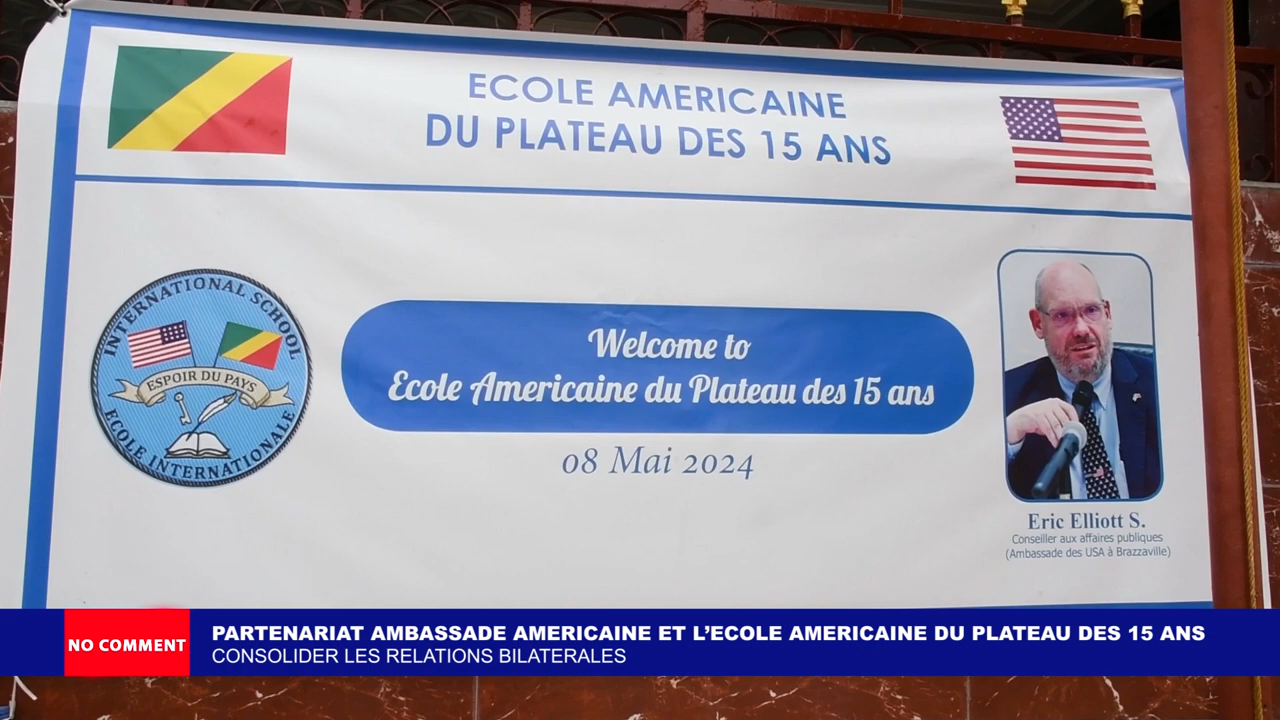 ECOLE AMERICAINE
DU PLATEAU DES 15 ANS
INTERNATIONAL SCHOOL
ESPOIR DU PAYS
ECOLE INTERNATIONALE
Welcome to
Ecole Americaine du Plateau des 15 ans
08 Mai 2024
Eric Elliott S.
Conseiller aux affaires publiques
(Ambassade des USA à Brazzaville)
NO COMMENT
PARTENARIAT AMBASSADE AMERICAINE ET L’ECOLE AMERICAINE DU PLATEAU DES 15 ANS
CONSOLIDER LES RELATIONS BILATERALES